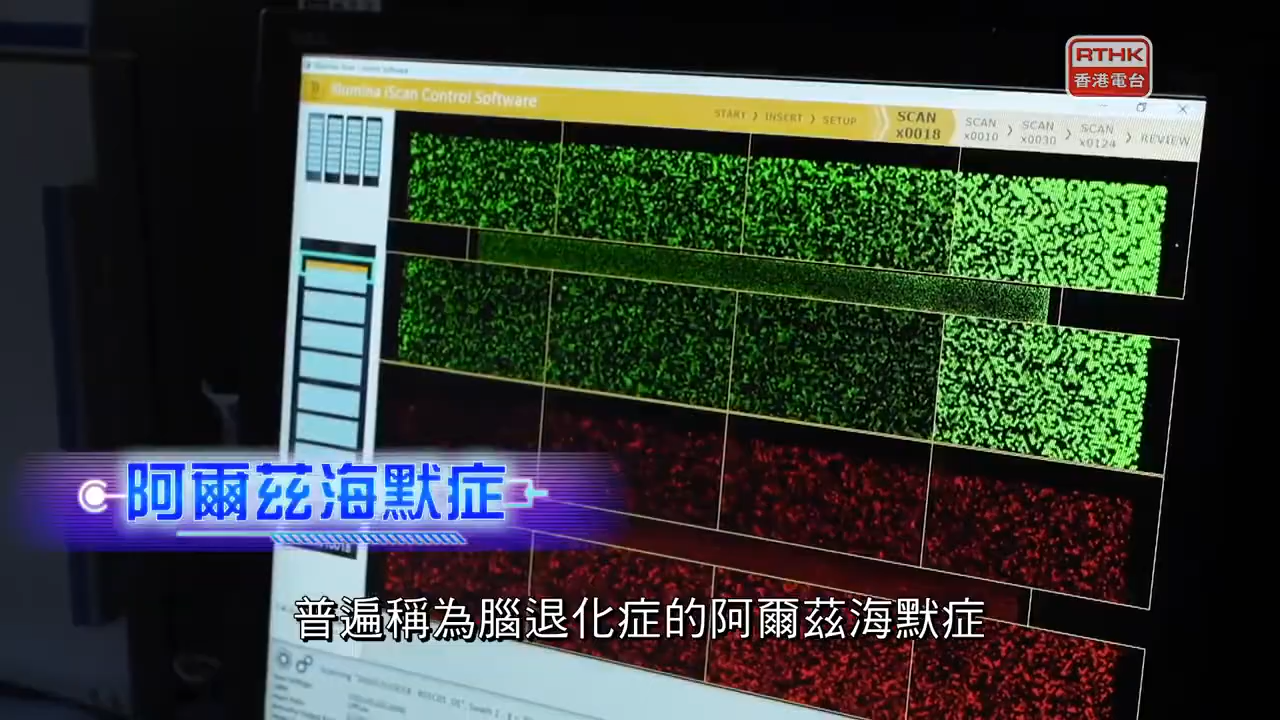 RTHK
香港電台
Illumina iScan Control Software
START > INSERT > SETUP
SCAN x0018
SCAN x0010 > SCAN x0030 > SCAN x0124 > REVIEW
阿爾茲海默症
普遍稱為腦退化症的阿爾茲海默症